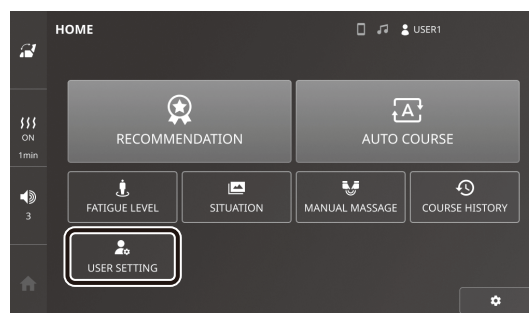 HOME
USER1
ON
1min
3
RECOMMENDATION
A
AUTO COURSE
FATIGUE LEVEL
SITUATION
MANUAL MASSAGE
COURSE HISTORY
USER SETTING